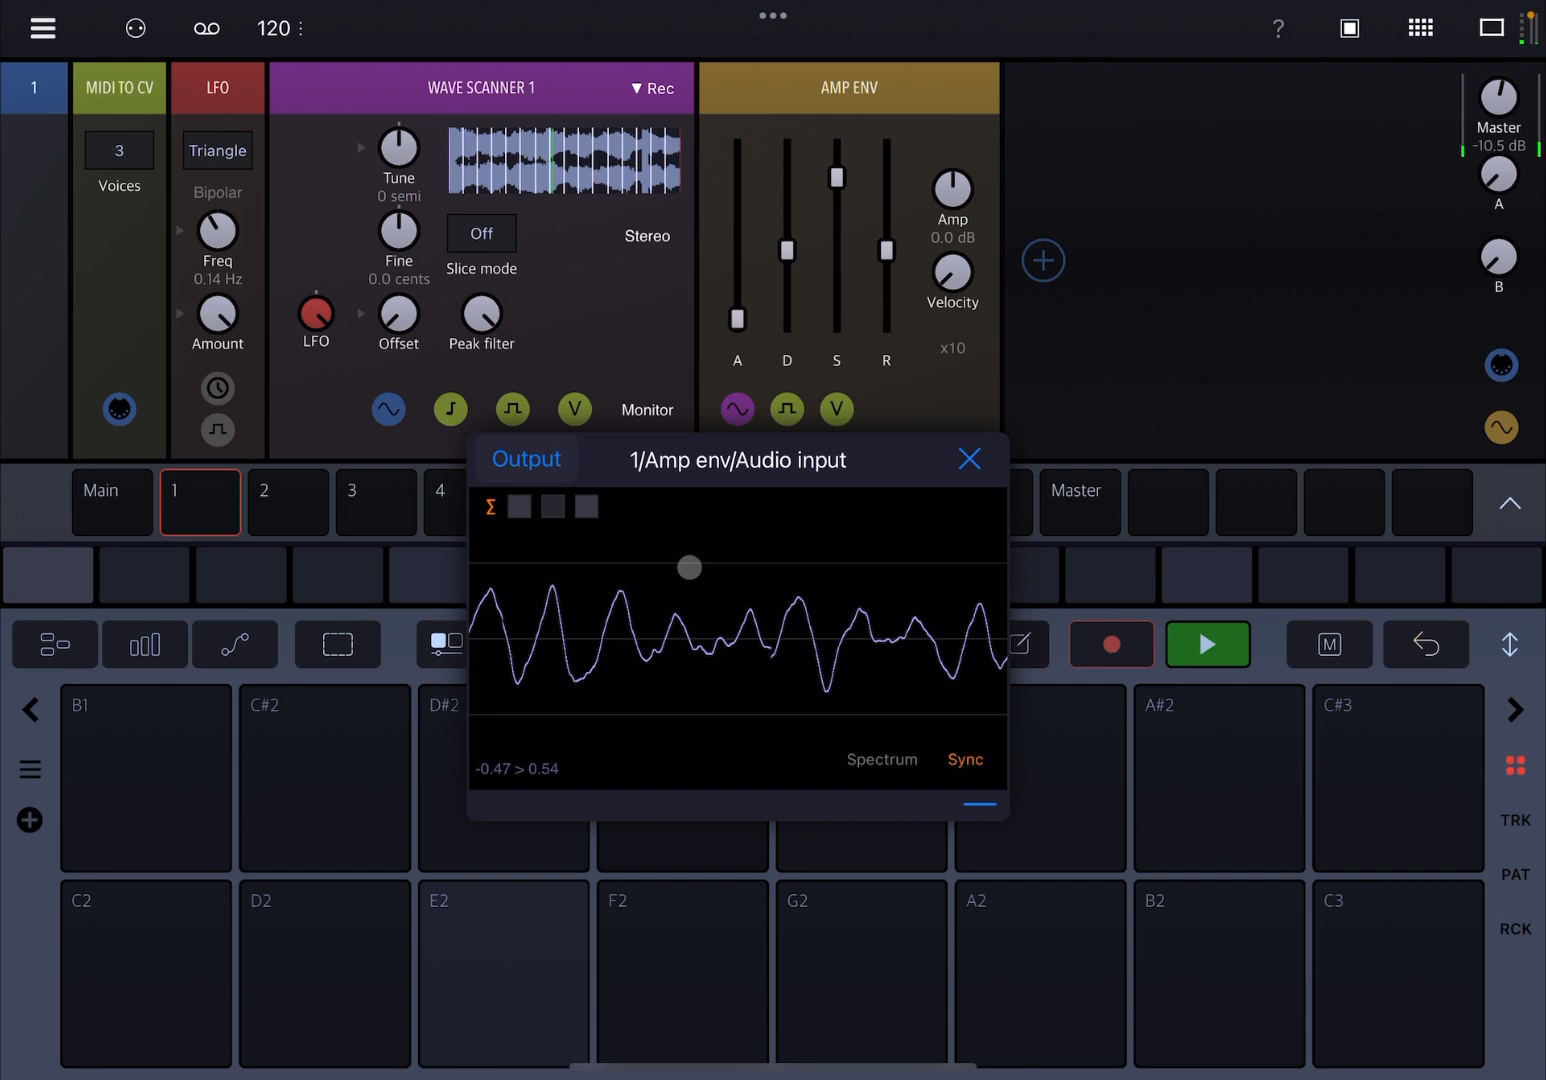 120
?
1
MIDI TO CV
LFO
WAVE SCANNER 1
▼ Rec
AMP ENV
Master
-10.5 dB
A
B
3
Voices
Triangle
Bipolar
Freq
0.14 Hz
Amount
LFO
Tune
0 semi
Fine
0.0 cents
Offset
Off
Slice mode
Stereo
Peak filter
V
Monitor
A
D
S
R
Amp
0.0 dB
Velocity
x10
V
Main
1
2
3
4
Master
Output
1/Amp env/Audio input
Σ
-0.47 > 0.54
Spectrum
Sync
M
B1
C#2
D#2
A#2
C#3
C2
D2
E2
F2
G2
A2
B2
C3
TRK
PAT
RCK